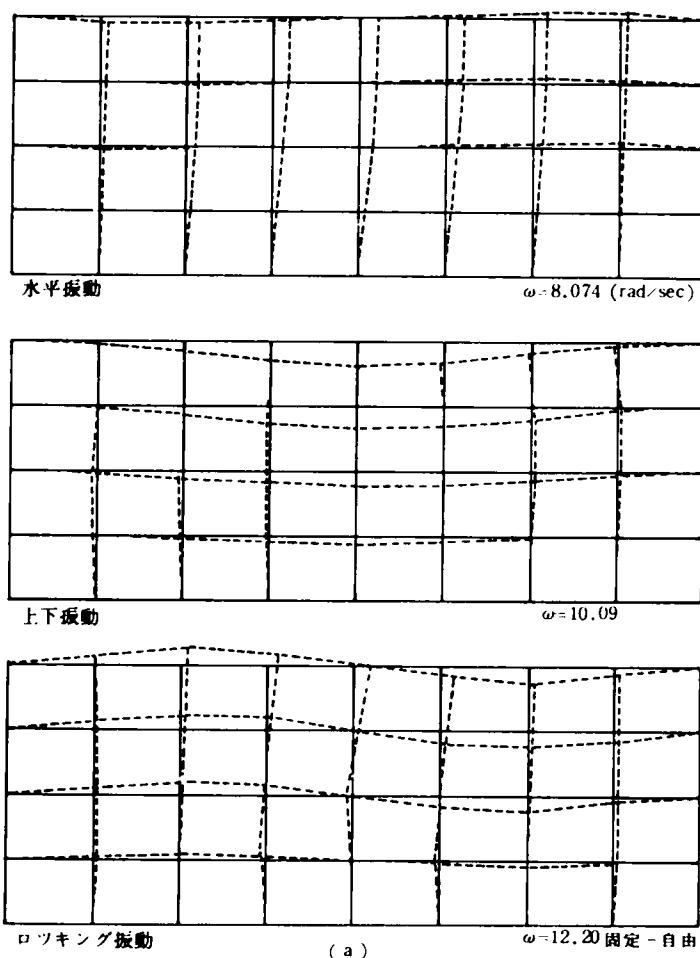 水平振動
ω=8.074 (rad/sec)
上下振動
ω=10.09
ロツキング振動
ω=12.20 固定-自由
(a)